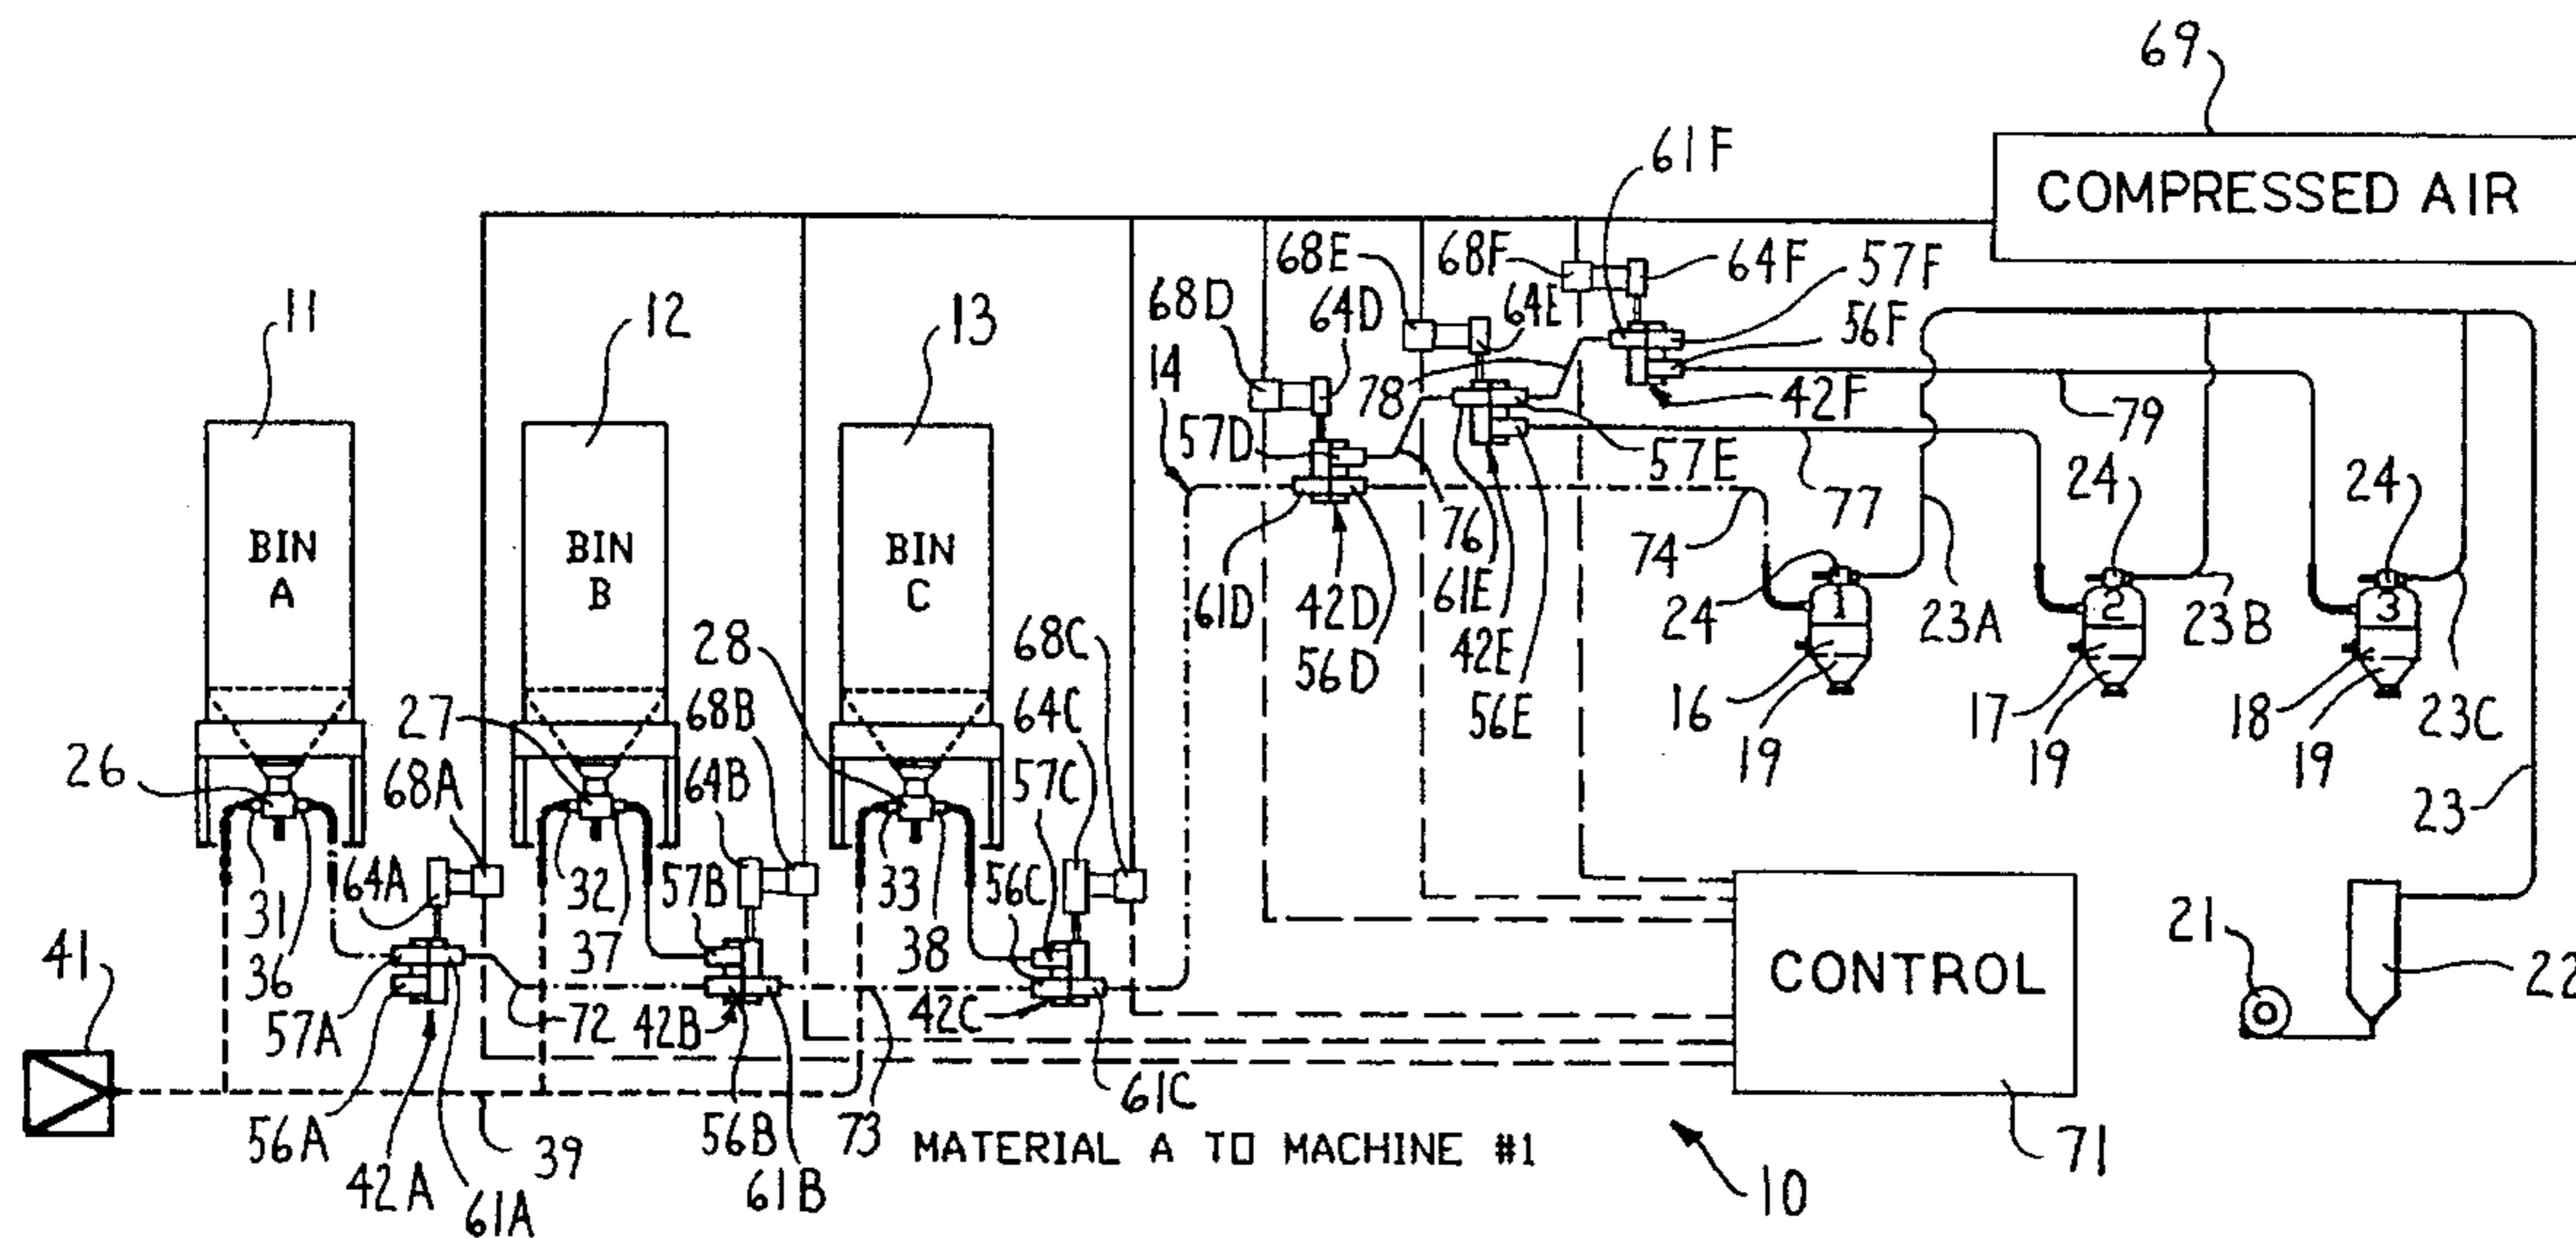 69
COMPRESSED AIR
61F
68E
68F
64F
57F
56F
68D
64D
64E
14
78
42F
79
57D
57E
11
12
13
BIN
A
BIN
B
BIN
C
76
74
77
24
24
24
1
2
3
61D
42D
56D
61E
42E
56E
23A
23B
23C
16
19
17
19
18
19
23
28
68C
64C
27
68B
26
68A
64B
57C
64A
57B
56C
31
36
32
37
33
38
41
57A
72
42B
42C
CONTROL
21
22
56A
42A
61A
39
56B
61B
73
61C
MATERIAL A TO MACHINE #1
10
71